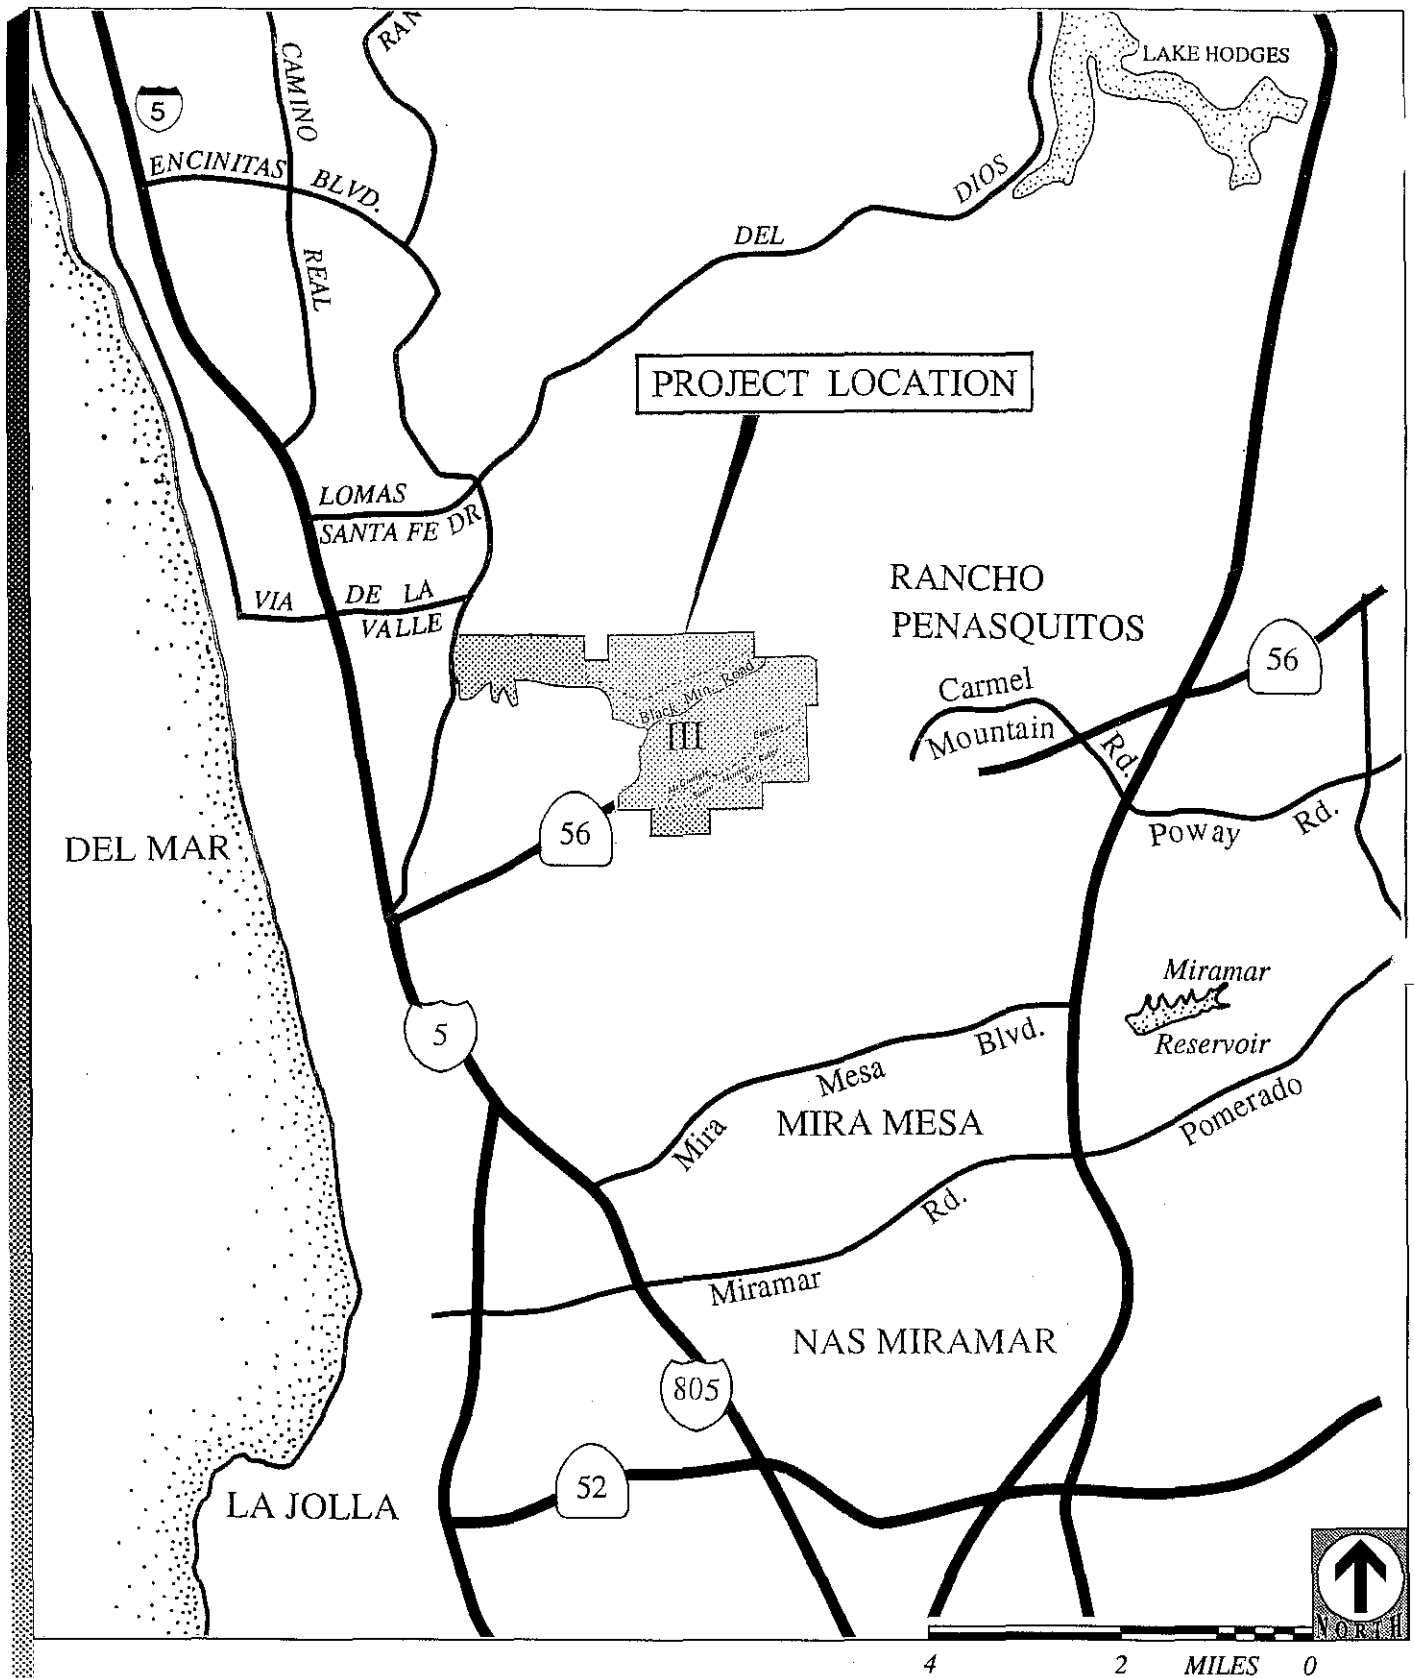 RAN
CAMINO
LAKE HODGES
5
ENCINITAS BLVD.
DIOS
DEL
REAL
PROJECT LOCATION
LOMAS
SANTA FE DR
RANCHO
PENASQUITOS
VIA DE LA
VALLE
56
Carmel
Mountain
Rd.
Black Mtn. Road
III
56
Poway Rd.
DEL MAR
Miramar
Reservoir
5
Mira Mesa Blvd.
MIRA MESA
Pomerado
Miramar Rd.
NAS MIRAMAR
805
52
LA JOLLA
NORTH
4 2 MILES 0